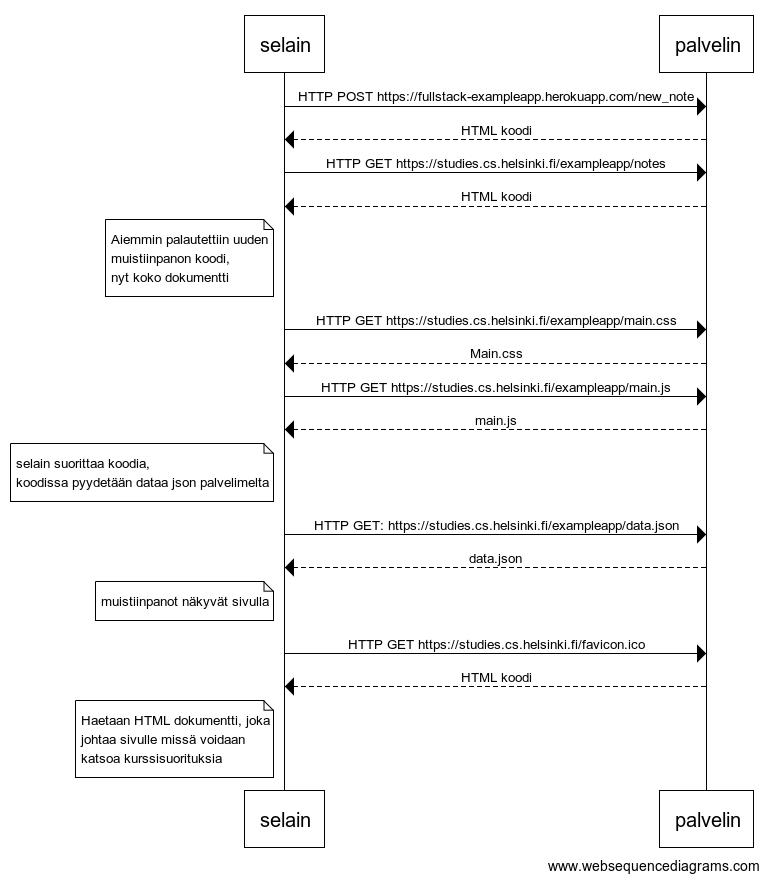 selain
palvelin
HTTP POST https://fullstack-exampleapp.herokuapp.com/new_note
HTML koodi
HTTP GET https://studies.cs.helsinki.fi/exampleapp/notes
HTML koodi
Aiemmin palautettiin uuden
muistiinpanon koodi,
nyt koko dokumentti
HTTP GET https://studies.cs.helsinki.fi/exampleapp/main.css
Main.css
HTTP GET https://studies.cs.helsinki.fi/exampleapp/main.js
main.js
selain suorittaa koodia,
koodissa pyydetään dataa json palvelimelta
HTTP GET: https://studies.cs.helsinki.fi/exampleapp/data.json
data.json
muistiinpanot näkyvät sivulla
HTTP GET https://studies.cs.helsinki.fi/favicon.ico
HTML koodi
Haetaan HTML dokumentti, joka
johtaa sivulle missä voidaan
katsoa kurssisuorituksia
selain
palvelin
www.websequencediagrams.com